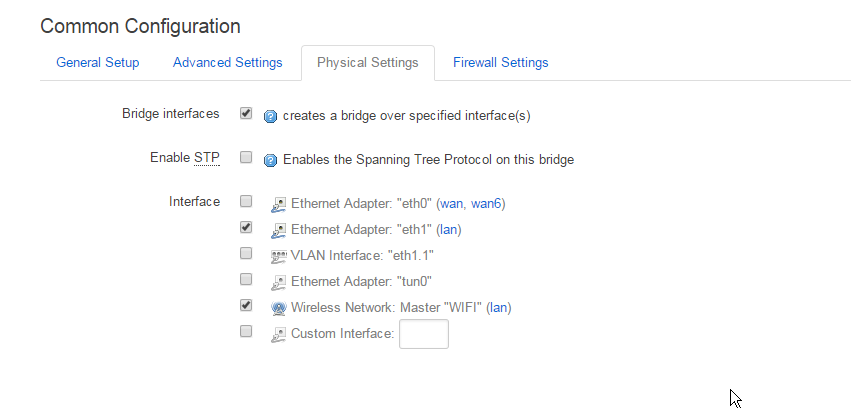 Common Configuration
General Setup Advanced Settings Physical Settings Firewall Settings
Bridge interfaces creates a bridge over specified interface(s)
Enable STP Enables the Spanning Tree Protocol on this bridge
Interface Ethernet Adapter: "eth0" (wan, wan6)
Ethernet Adapter: "eth1" (lan)
VLAN Interface: "eth1.1"
Ethernet Adapter: "tun0"
Wireless Network: Master "WIFI" (lan)
Custom Interface: